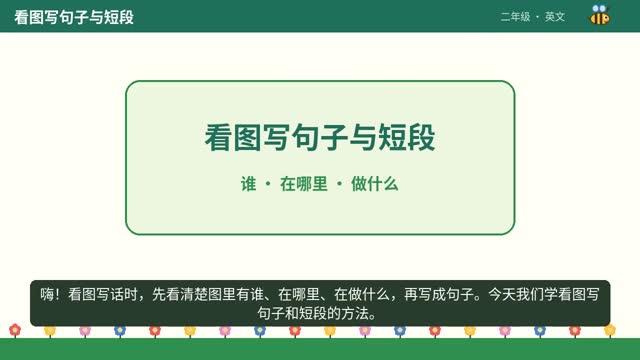 看图写句子与短段
二年级 · 英文
看图写句子与短段
谁 · 在哪里 · 做什么
嗨！看图写话时，先看清楚图里有谁、在哪里、在做什么，再写成句子。今天我们学看图写
句子和短段的方法。